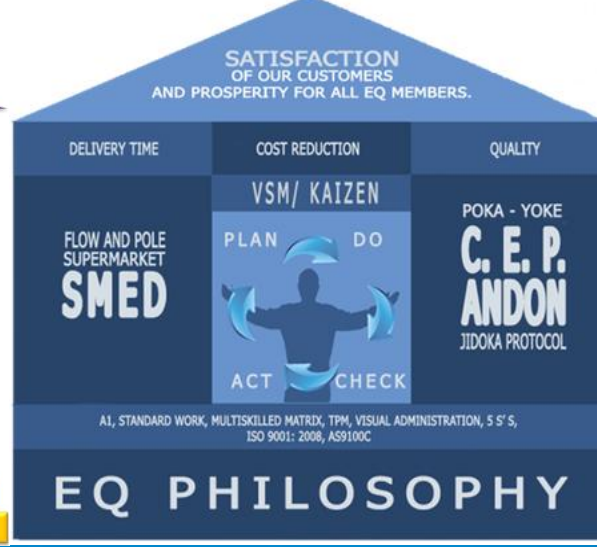 SATISFACTION
OF OUR CUSTOMERS
AND PROSPERITY FOR ALL EQ MEMBERS.
DELIVERY TIME
COST REDUCTION
QUALITY
FLOW AND POLE
SUPERMARKET
SMED
VSM/ KAIZEN
PLAN
DO
ACT
CHECK
POKA - YOKE
C. E. P.
ANDON
JIDOKA PROTOCOL
A1, STANDARD WORK, MULTISKILLED MATRIX, TPM, VISUAL ADMINISTRATION, 5 S' S,
ISO 9001: 2008, AS9100C
EQ PHILOSOPHY